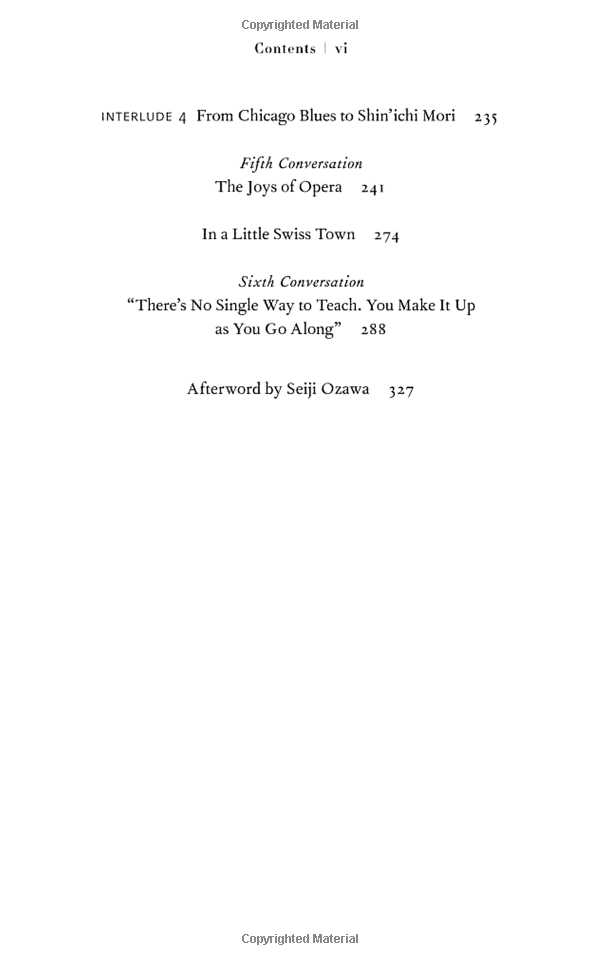 Copyrighted Material
Contents | vi
INTERLUDE 4 From Chicago Blues to Shin’ichi Mori 235
Fifth Conversation
The Joys of Opera 241
In a Little Swiss Town 274
Sixth Conversation
“There’s No Single Way to Teach. You Make It Up
as You Go Along” 288
Afterword by Seiji Ozawa 327
Copyrighted Material